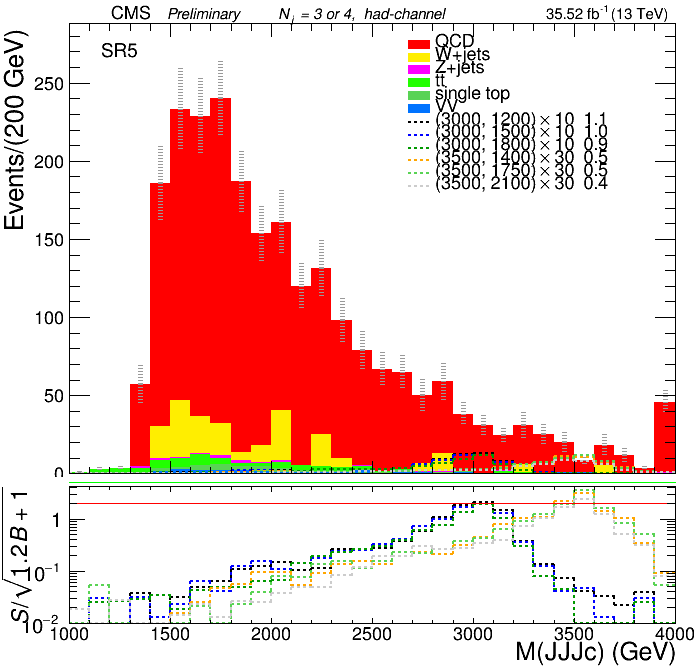 CMS Preliminary N_j = 3 or 4, had-channel 35.52 fb⁻¹ (13 TeV)
SR5
QCD
W+jets
Z+jets
tt
single top
VV
(3000, 1200) × 10 1.1
(3000, 1500) × 10 1.0
(3000, 1800) × 10 0.9
(3500, 1400) × 30 0.5
(3500, 1750) × 30 0.5
(3500, 2100) × 30 0.4
Events/(200 GeV)
250
200
150
100
50
0
S/√1.2B + 1
1
10⁻¹
10⁻²
1000 1500 2000 2500 3000 3500 4000
M(JJJc) (GeV)